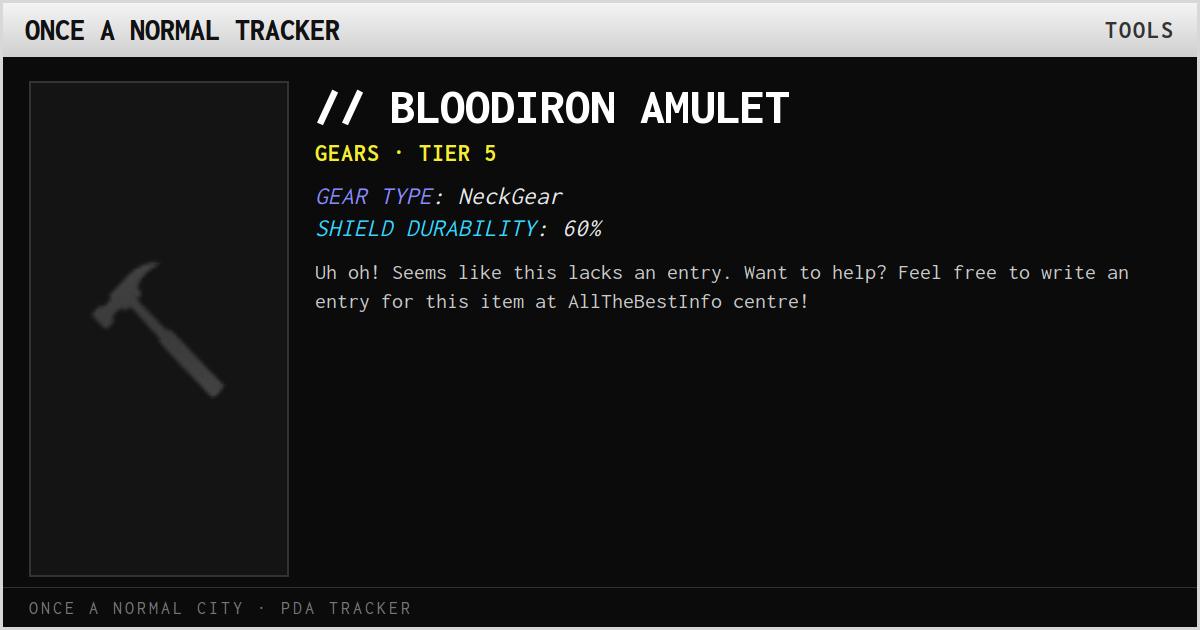 ONCE A NORMAL TRACKER
TOOLS
// BLOODIRON AMULET
GEARS · TIER 5
GEAR TYPE: NeckGear
SHIELD DURABILITY: 60%
Uh oh! Seems like this lacks an entry. Want to help? Feel free to write an
entry for this item at AllTheBestInfo centre!
ONCE A NORMAL CITY · PDA TRACKER